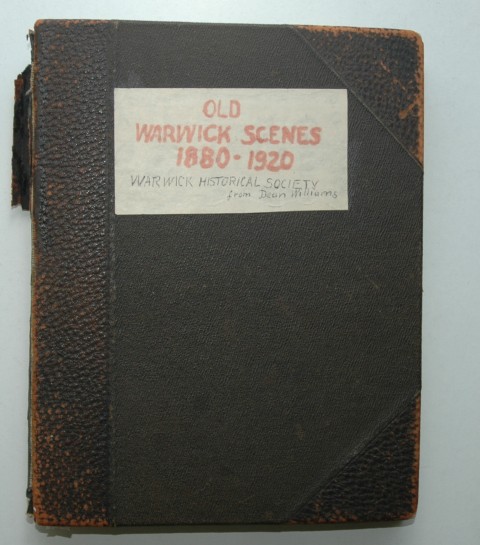 OLD
WARWICK SCENES
1880-1920
WARWICK HISTORICAL SOCIETY
from Dean Williams